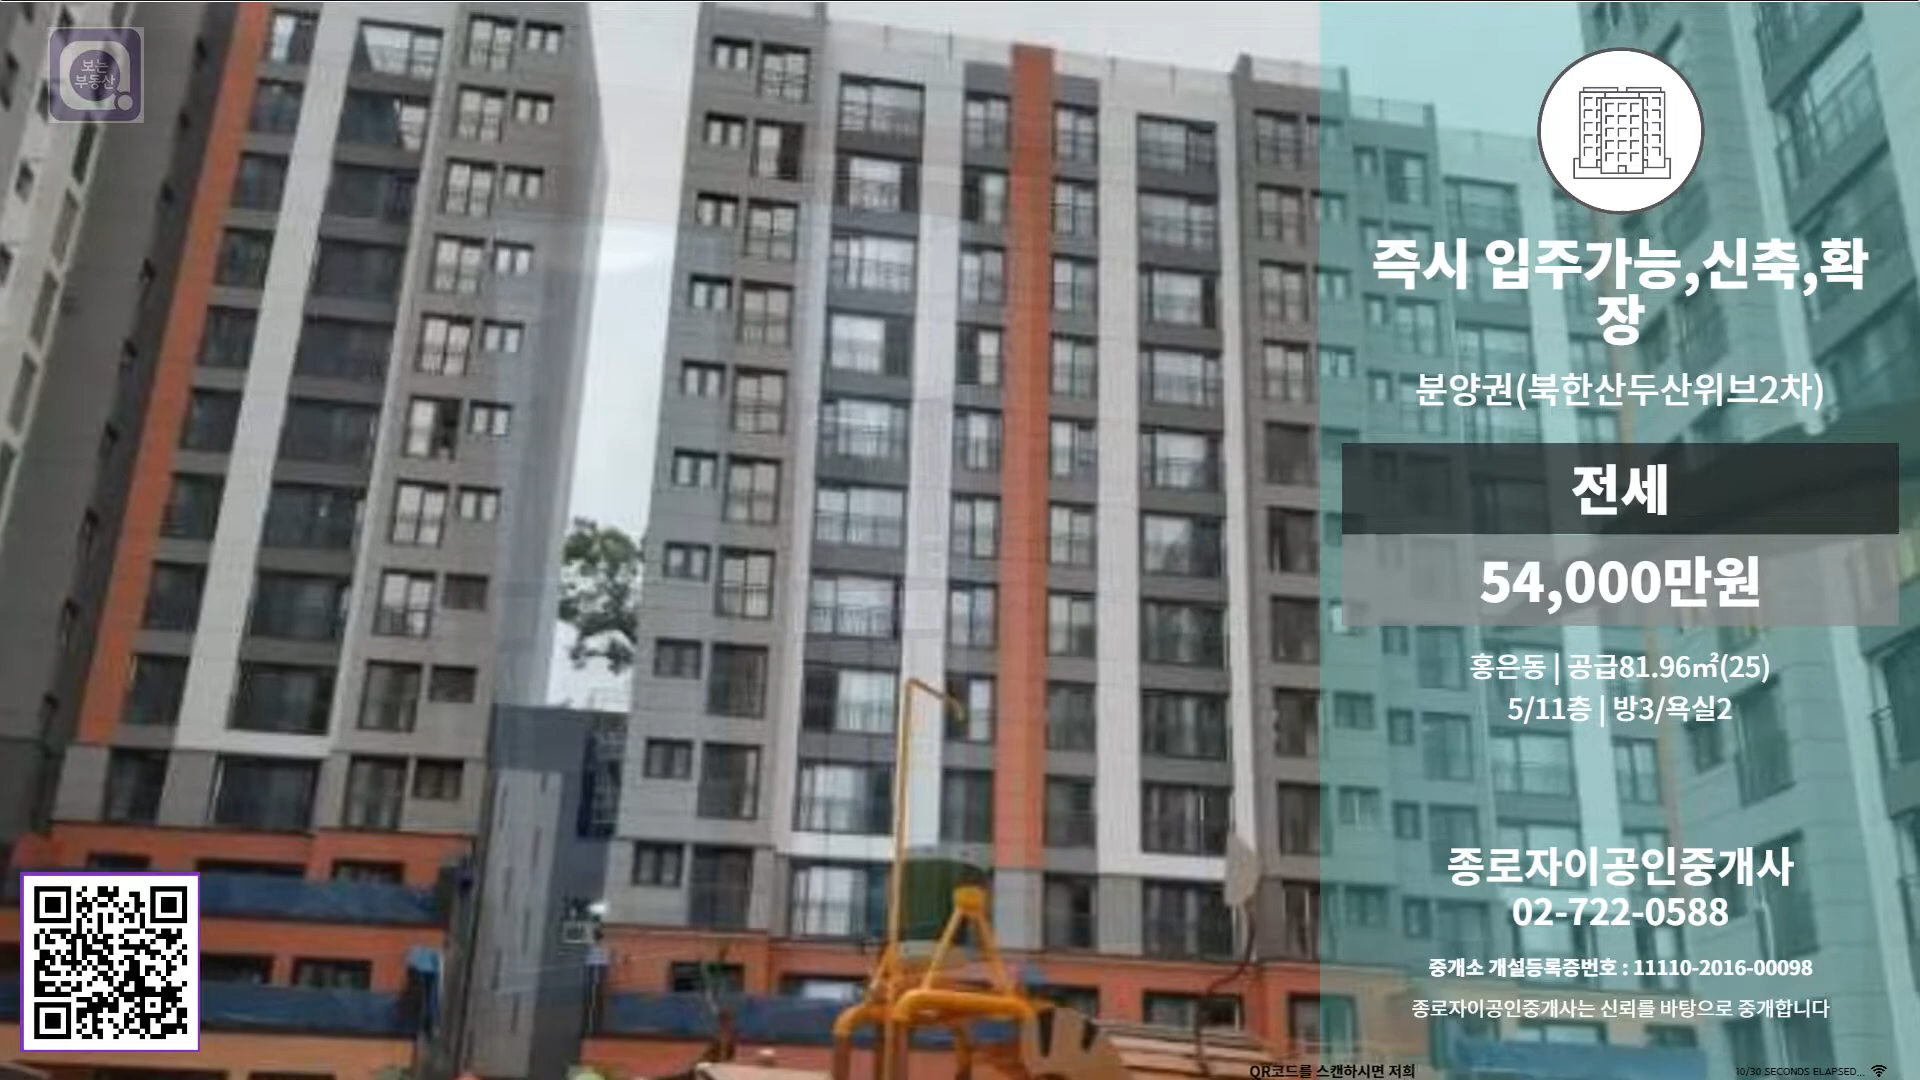 보는
부동산
즉시 입주가능,신축,확
장
분양권(북한산두산위브2차)
전세
54,000만원
홍은동 | 공급81.96㎡(25)
5/11층 | 방3/욕실2
종로자이공인중개사
02-722-0588
중개소 개설등록증번호 : 11110-2016-00098
종로자이공인중개사는 신뢰를 바탕으로 중개합니다
QR코드를 스캔하시면 저희
10/30 SECONDS ELAPSED...